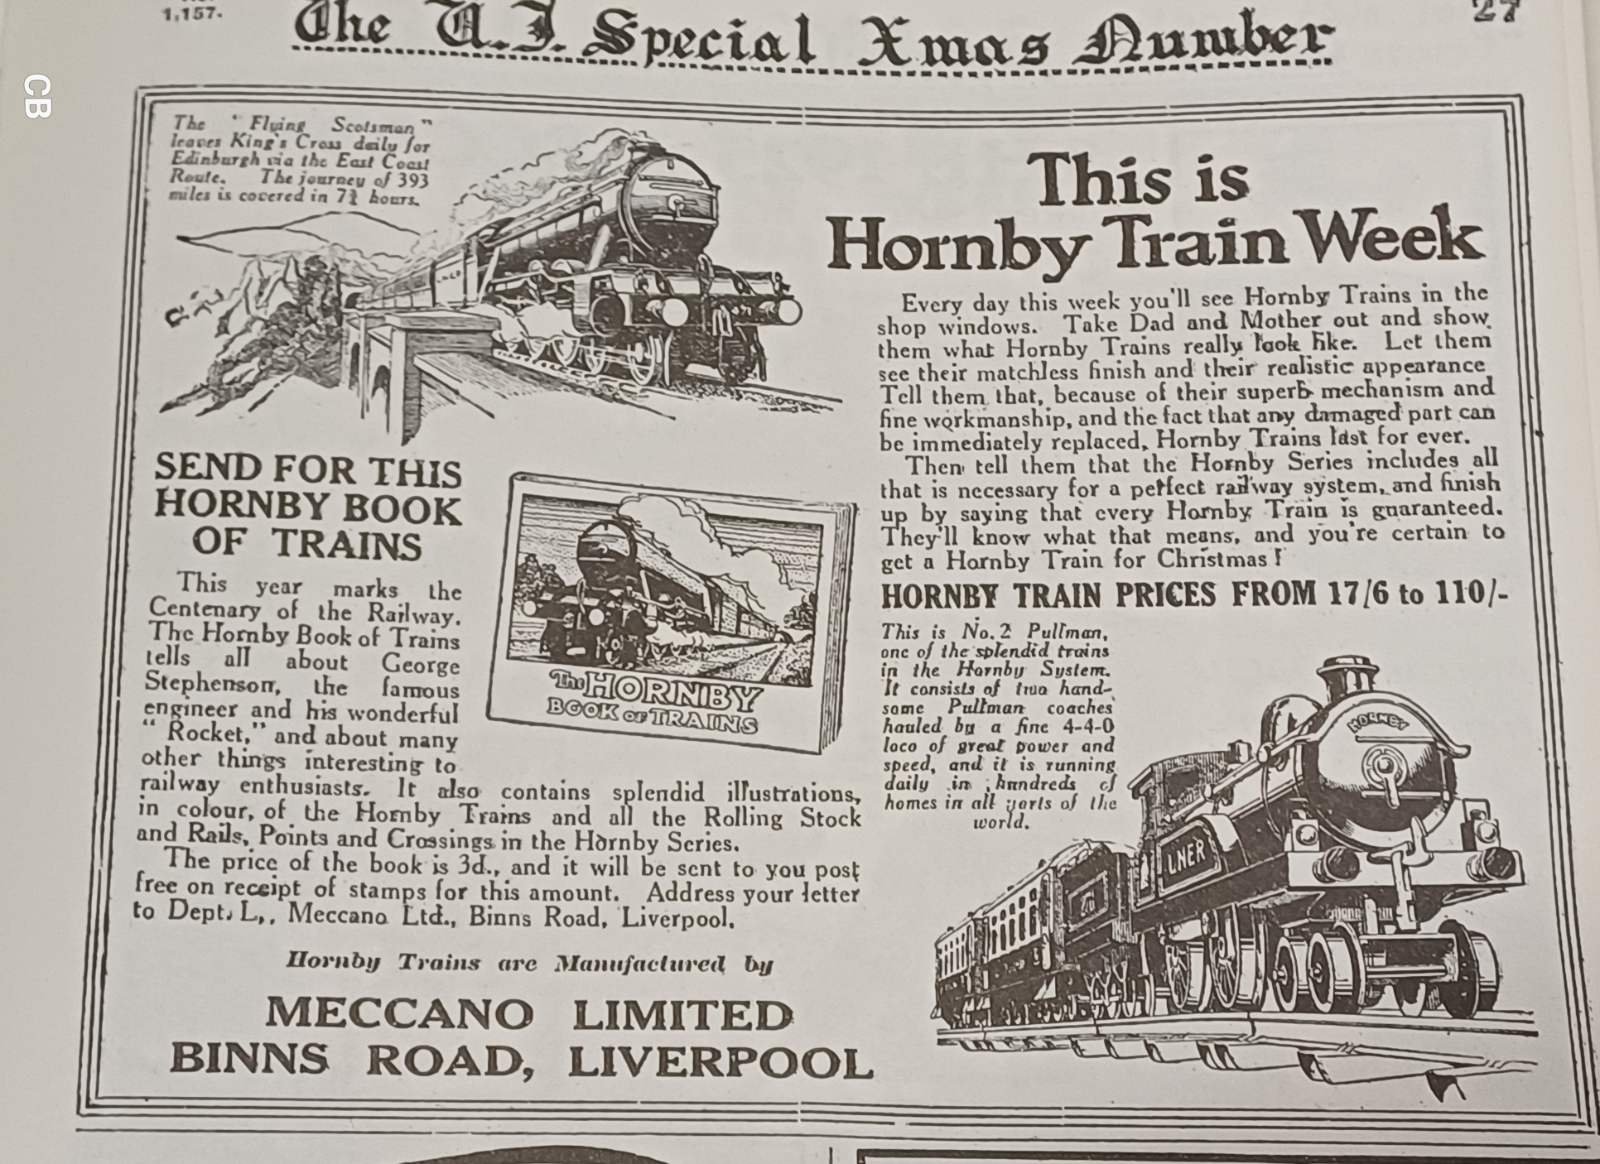 1,157.
The U.J. Special Xmas Number
27
CB
The "Flying Scotsman"
leaves King's Cross daily for
Edinburgh via the East Coast
Route. The journey of 393
miles is covered in 7¾ hours.
This is
Hornby Train Week
Every day this week you'll see Hornby Trains in the
shop windows. Take Dad and Mother out and show
them what Hornby Trains really look like. Let them
see their matchless finish and their realistic appearance
Tell them that, because of their superb mechanism and
fine workmanship, and the fact that any damaged part can
be immediately replaced, Hornby Trains last for ever.
Then tell them that the Hornby Series includes all
that is necessary for a perfect railway system, and finish
up by saying that every Hornby Train is guaranteed.
They'll know what that means, and you're certain to
get a Hornby Train for Christmas!
HORNBY TRAIN PRICES FROM 17/6 to 110/-
This is No. 2 Pullman,
one of the splendid trains
in the Hornby System.
It consists of two hand-
some Pullman coaches
hauled by a fine 4-4-0
loco of great power and
speed, and it is running
daily in hundreds of
homes in all parts of the
world.
HORNBY
LNER
SEND FOR THIS
HORNBY BOOK
OF TRAINS
This year marks the
Centenary of the Railway.
The Hornby Book of Trains
tells all about George
Stephenson, the famous
engineer and his wonderful
"Rocket," and about many
other things interesting to
railway enthusiasts. It also contains splendid illustrations,
in colour, of the Hornby Trains and all the Rolling Stock
and Rails, Points and Crossings in the Hornby Series.
The price of the book is 3d., and it will be sent to you post
free on receipt of stamps for this amount. Address your letter
to Dept. L,, Meccano Ltd., Binns Road, Liverpool.
The HORNBY
BOOK OF TRAINS
Hornby Trains are Manufactured by
MECCANO LIMITED
BINNS ROAD, LIVERPOOL